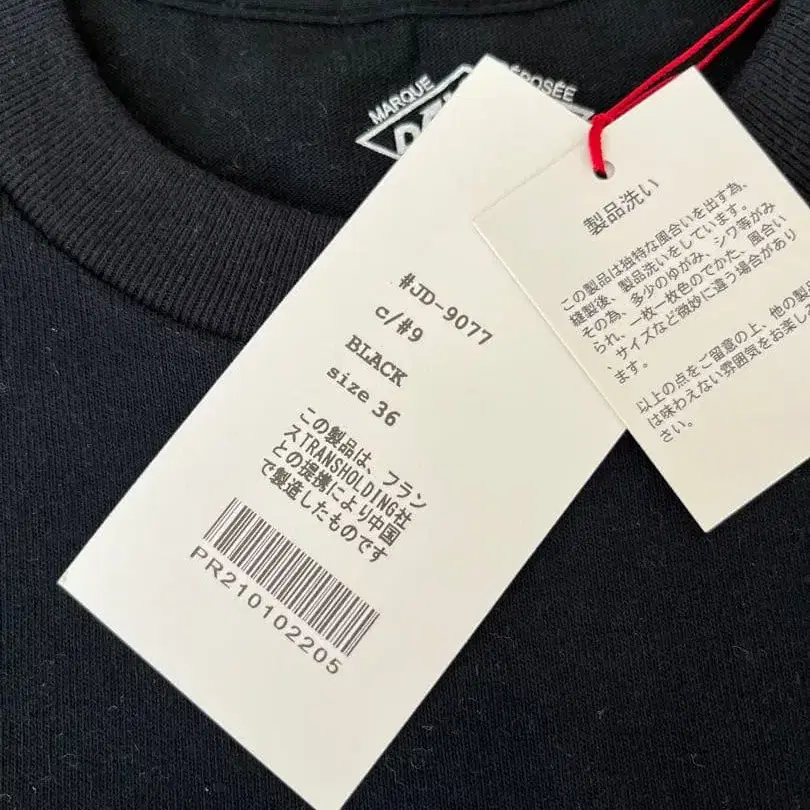 MARQUE
#JD-9077
c/#9
BLACK
size 36
この製品は、フラン
スTRANSHOLDING社
との提携により中国
で製造したものです
PR210102205
製品洗い
この製品は独特な風合いを出す為、
縫製後、製品洗いをしています。
その為、多少のゆがみ、シワ等がみ
られ、一枚一枚色のでかた、風合い
、サイズなど微妙に違う場合があり
ます。
以上の点をご留意の上、他の製品
は味わえない雰囲気をお楽し
さい。